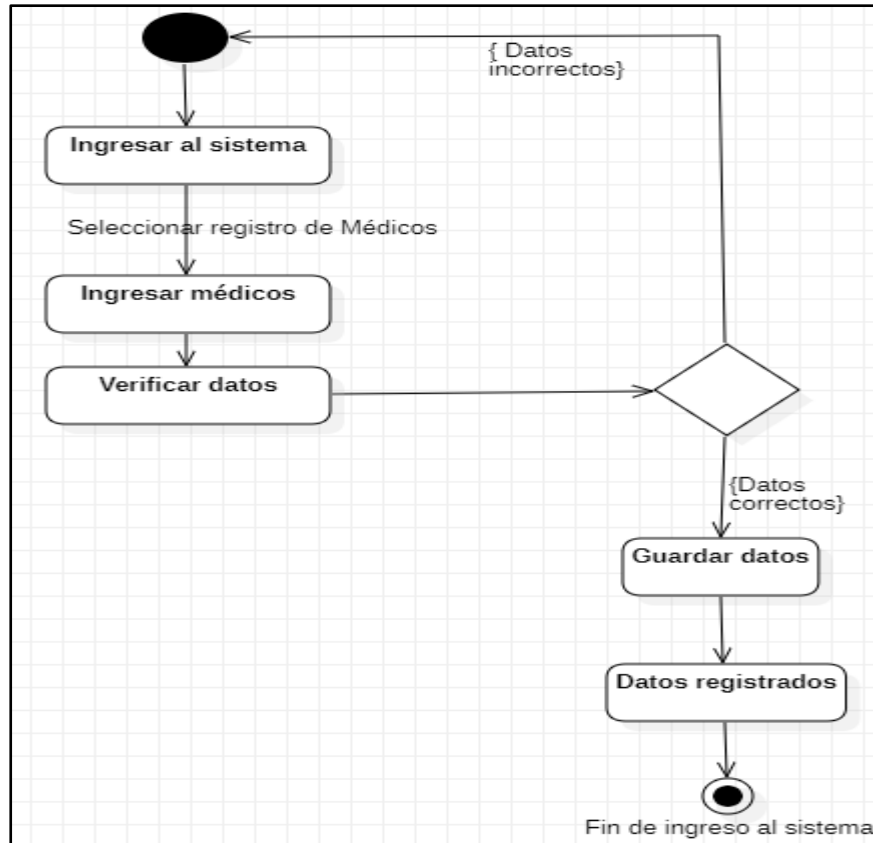 { Datos
incorrectos}
Ingresar al sistema
Seleccionar registro de Médicos
Ingresar médicos
Verificar datos
{Datos
correctos}
Guardar datos
Datos registrados
Fin de ingreso al sistema